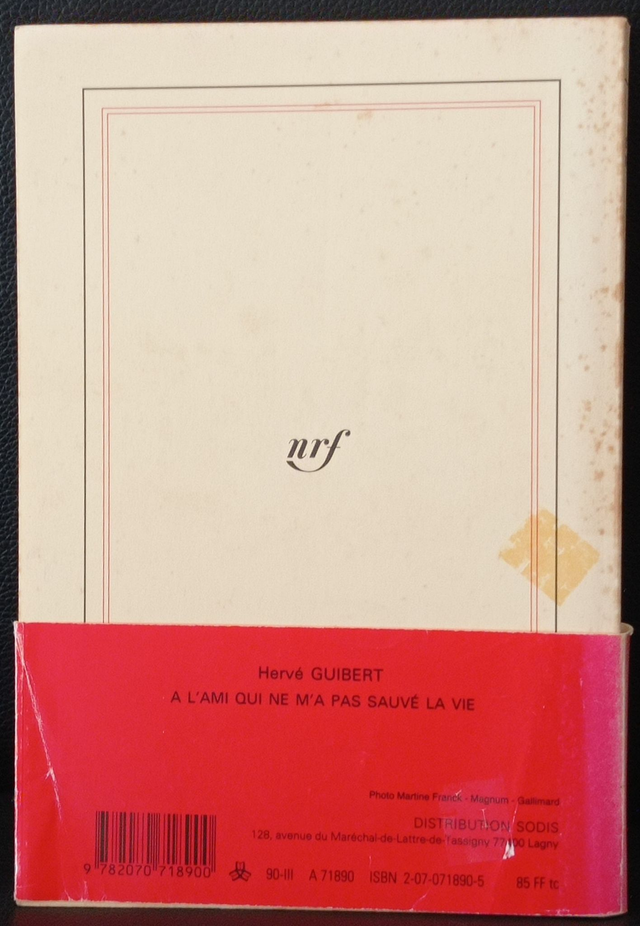 nrf
Hervé GUIBERT
A L'AMI QUI NE M'A PAS SAUVÉ LA VIE
Photo Martine Franck - Magnum - Gallimard
DISTRIBUTION SODIS
128, avenue du Maréchal-de-Lattre-de-Tassigny 77400 Lagny
9 782070 718900 90-III A 71890 ISBN 2-07-071890-5 85 FF tc